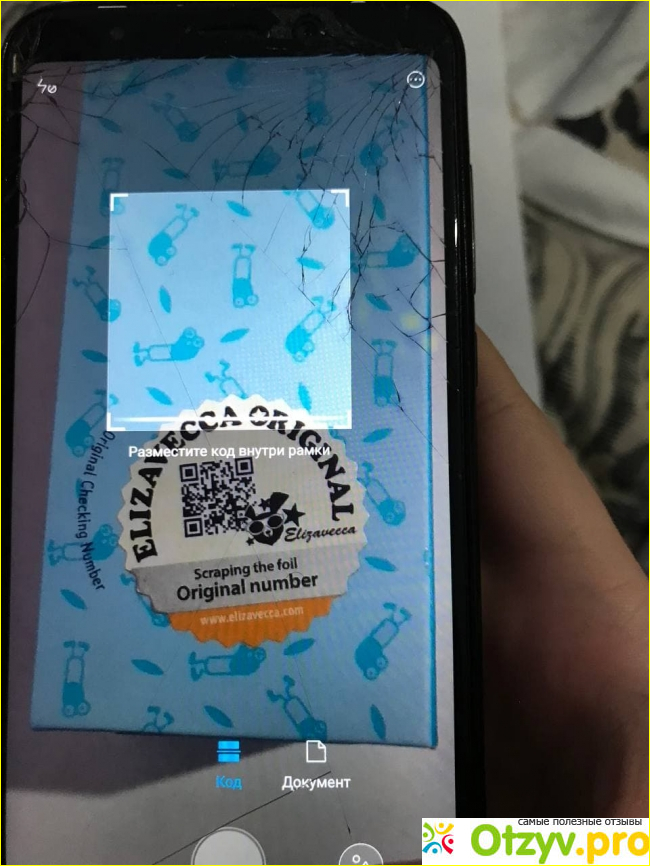 Разместите код внутри рамки
ELIZAVECCA ORIGINAL
Elizavecca
Original Checking Number
Scraping the foil
Original number
www.elizavecca.com
Код
Документ
самые полезные отзывы
Otzyv.pro